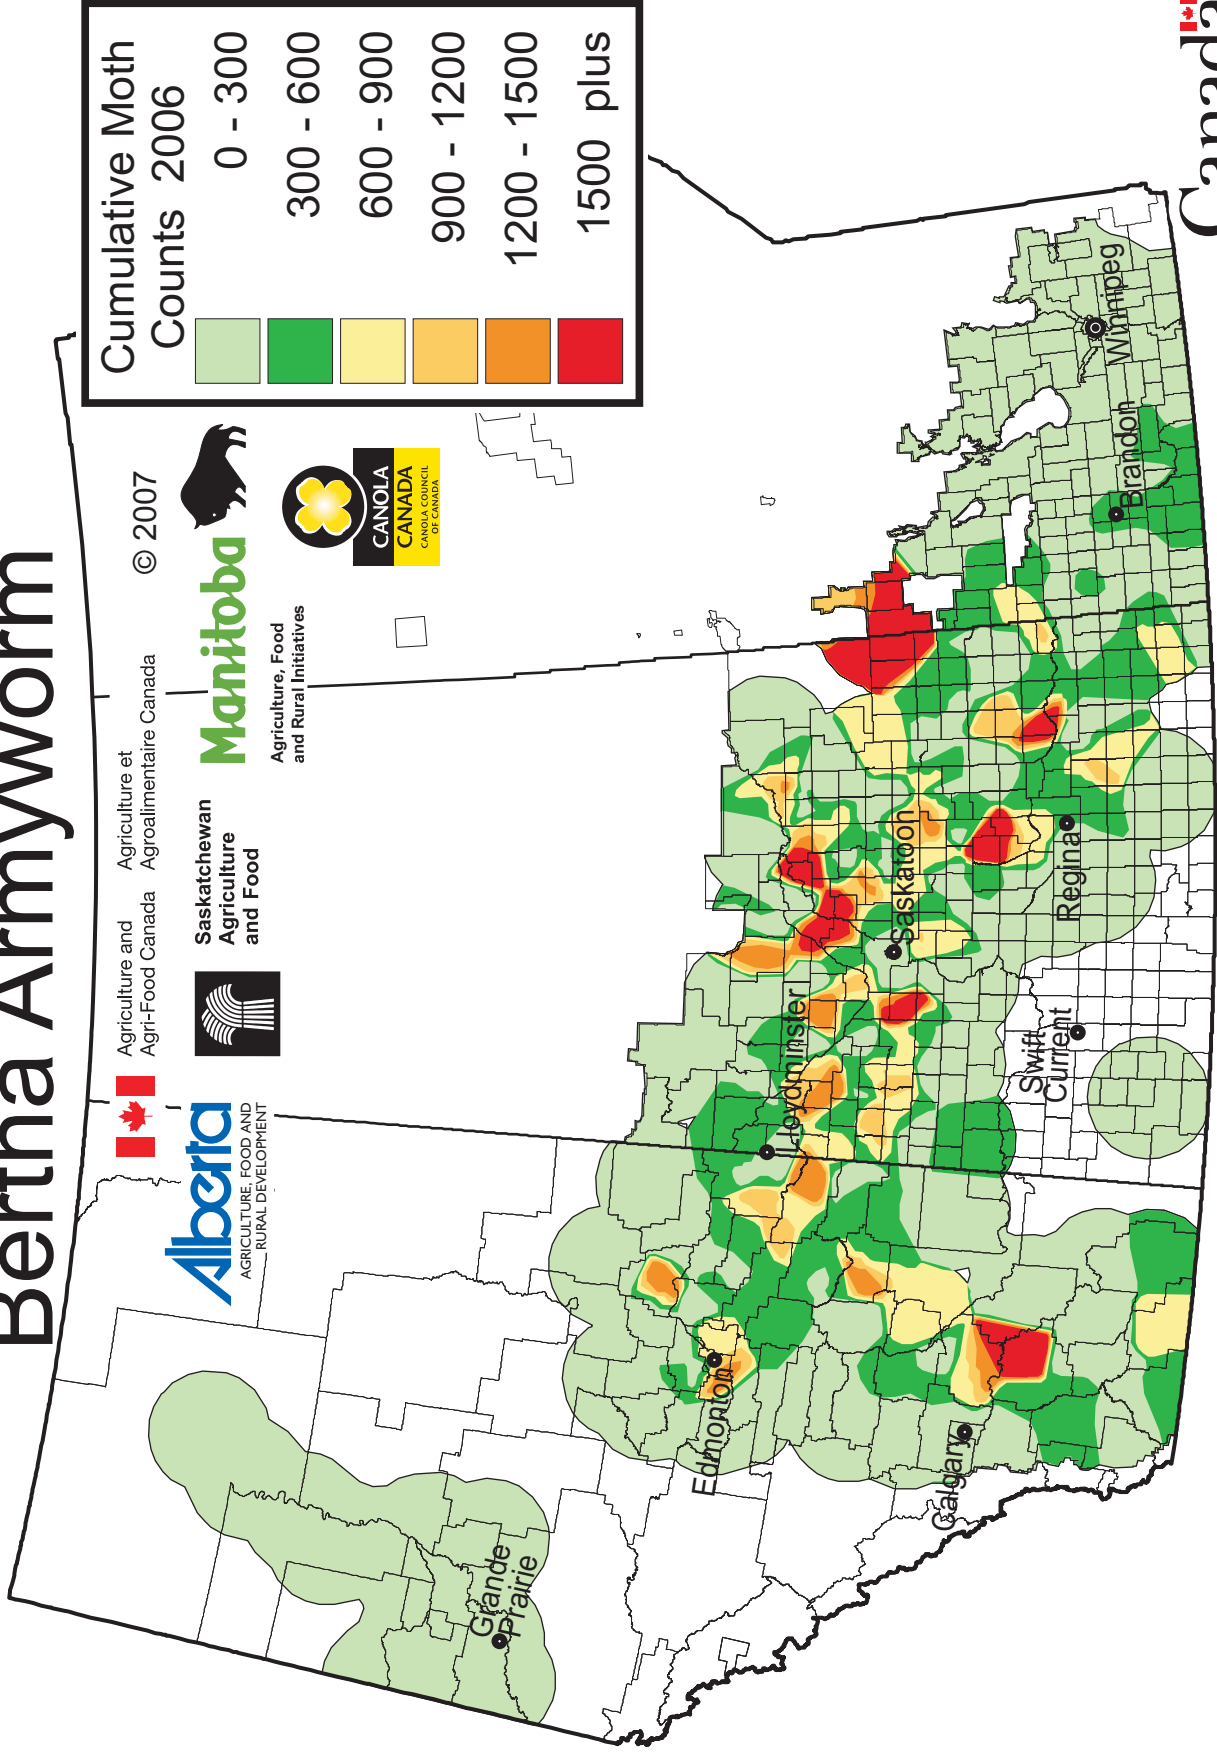 Bertha Armyworm
Agriculture and
Agri-Food Canada
Agriculture et
Agroalimentaire Canada
© 2007
Alberta
AGRICULTURE, FOOD AND
RURAL DEVELOPMENT
Saskatchewan
Agriculture
and Food
Manitoba
Agriculture, Food
and Rural Initiatives
CANOLA
CANADA
CANOLA COUNCIL
OF CANADA
Cumulative Moth
Counts 2006
0 - 300
300 - 600
600 - 900
900 - 1200
1200 - 1500
1500 plus
Grande
Prairie
Edmonton
Lloydminster
Saskatoon
Calgary
Swift
Current
Regina
Brandon
Winnipeg
Canada